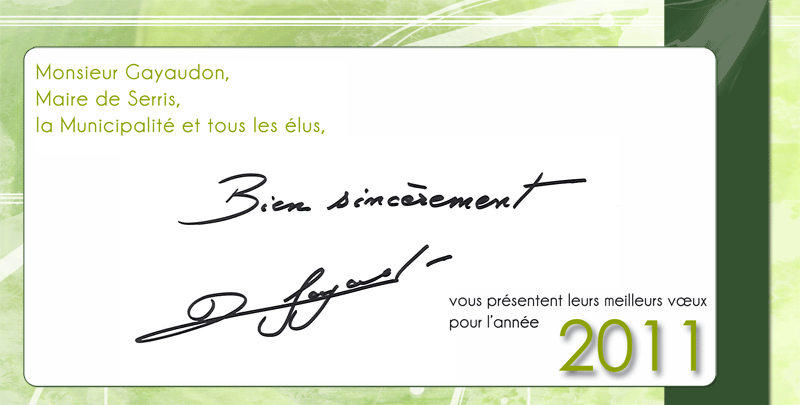 Monsieur Gayaudon,
Maire de Serris,
la Municipalité et tous les élus,
Bien sincèrement
vous présentent leurs meilleurs vœux
pour l'année
2011